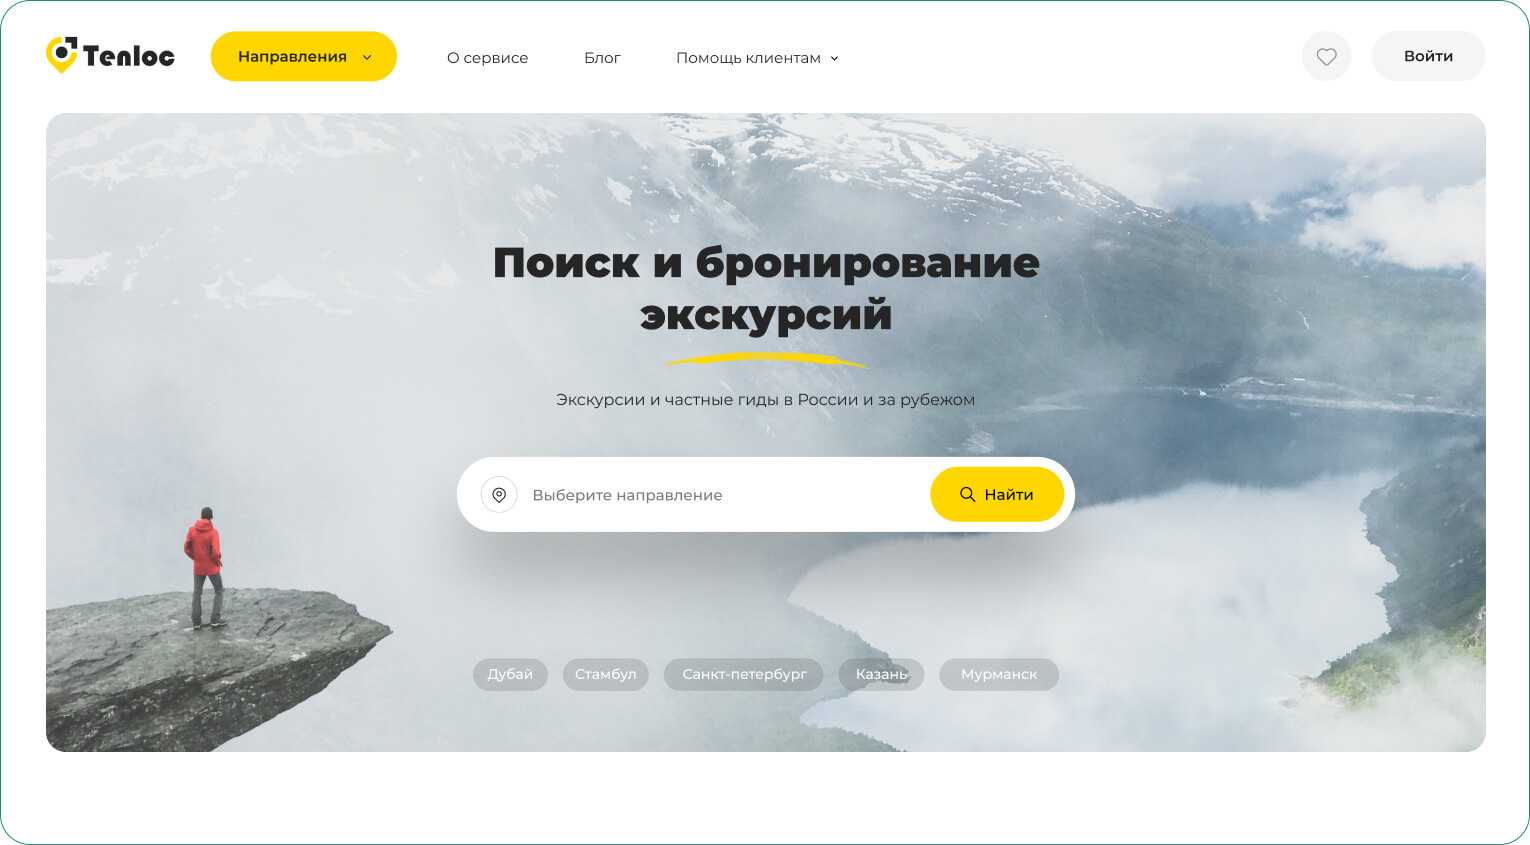 Tenloc
Направления
О сервисе
Блог
Помощь клиентам
Войти
Поиск и бронирование
экскурсий
Экскурсии и частные гиды в России и за рубежом
Выберите направление
Найти
Дубай
Стамбул
Санкт-петербург
Казань
Мурманск